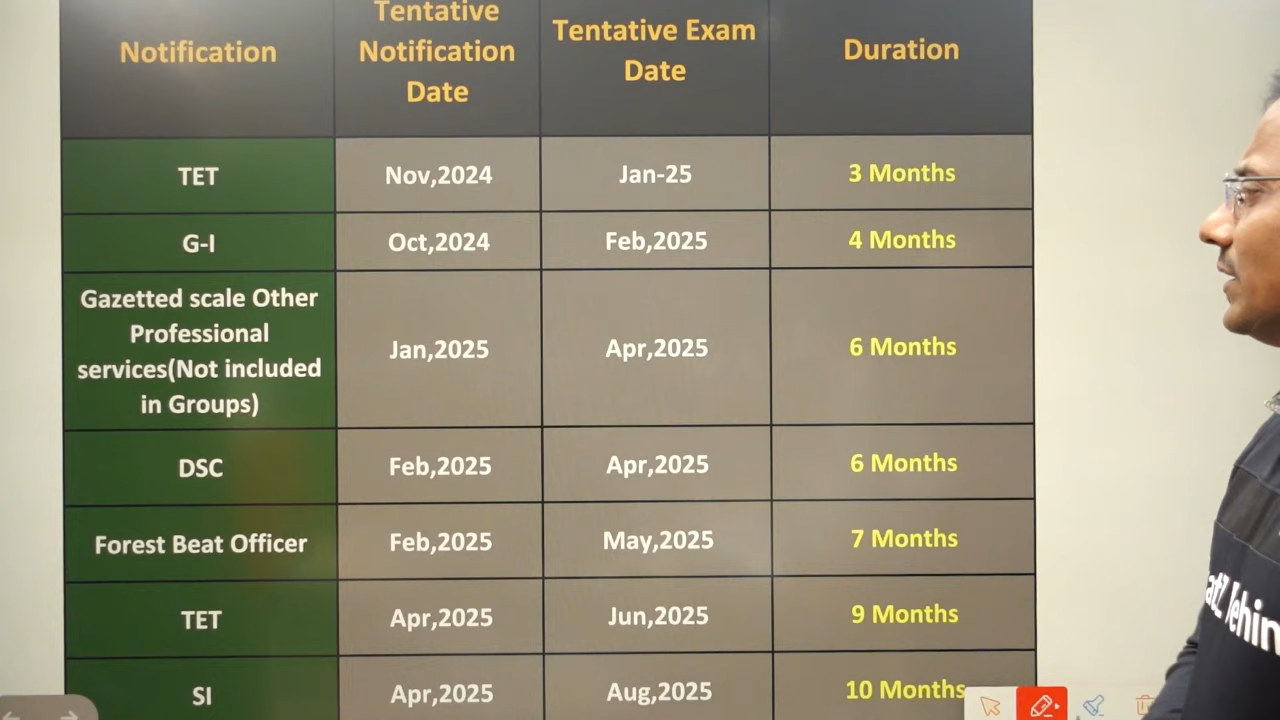 Notification
Tentative
Notification
Date
Tentative Exam
Date
Duration
TET
Nov,2024
Jan-25
3 Months
G-I
Oct,2024
Feb,2025
4 Months
Gazetted scale Other
Professional
services(Not included
in Groups)
Jan,2025
Apr,2025
6 Months
DSC
Feb,2025
Apr,2025
6 Months
Forest Beat Officer
Feb,2025
May,2025
7 Months
TET
Apr,2025
Jun,2025
9 Months
SI
Apr,2025
Aug,2025
10 Months